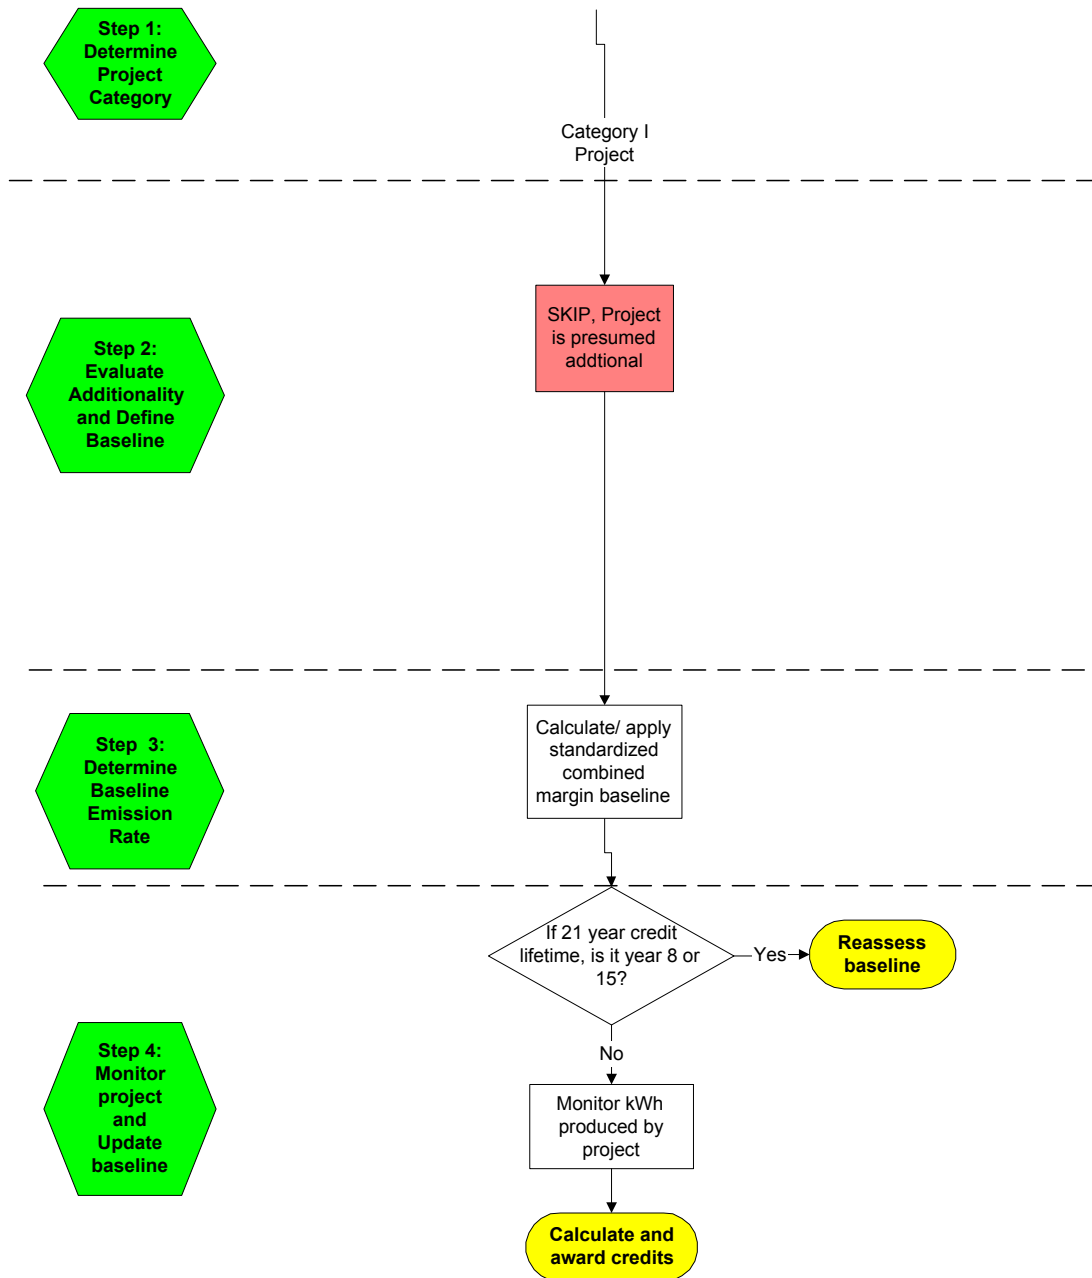 Step 1:
Determine
Project
Category
Category I
Project
SKIP, Project
is presumed
addtional
Step 2:
Evaluate
Additionality
and Define
Baseline
Step  3:
Determine
Baseline
Emission
Rate
Calculate/ apply
standardized
combined
margin baseline
If 21 year credit
lifetime, is it year 8 or
15?
Yes
Reassess
baseline
No
Step 4:
Monitor
project
and
Update
baseline
Monitor kWh
produced by
project
Calculate and
award credits